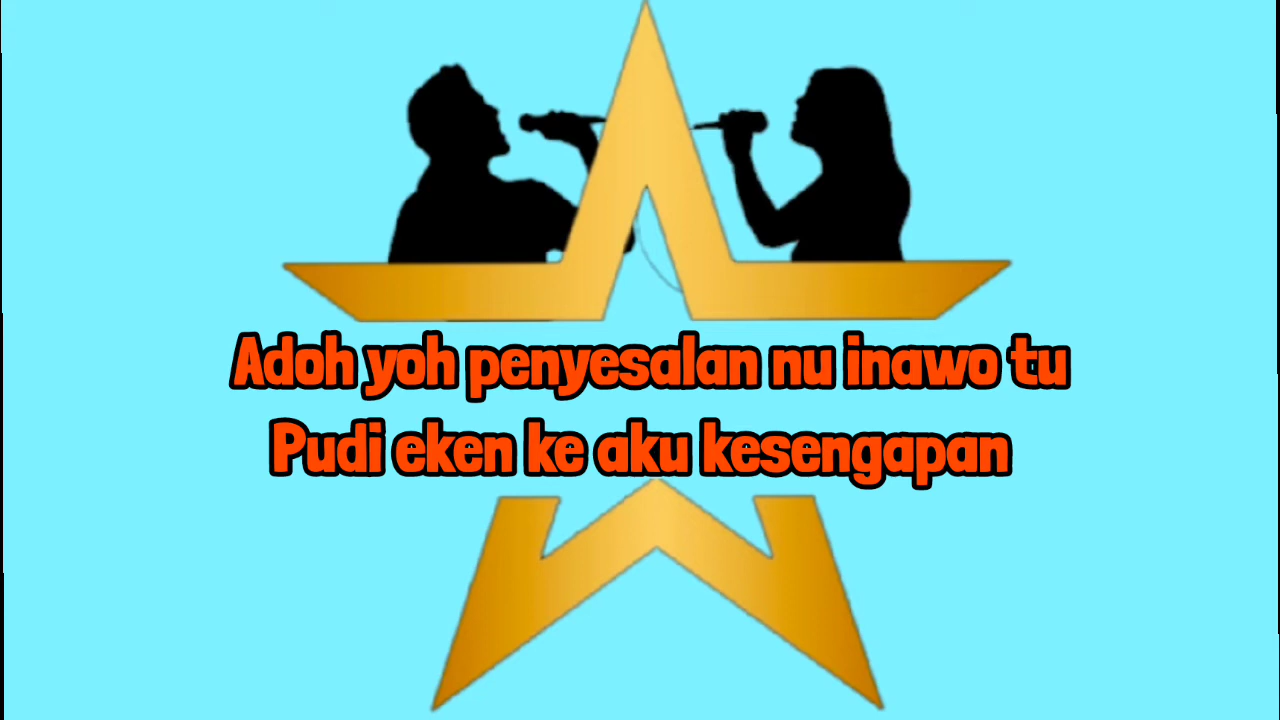 Adoh yoh penyesalan nu inawo tu
Pudi eken ke aku kesengapan